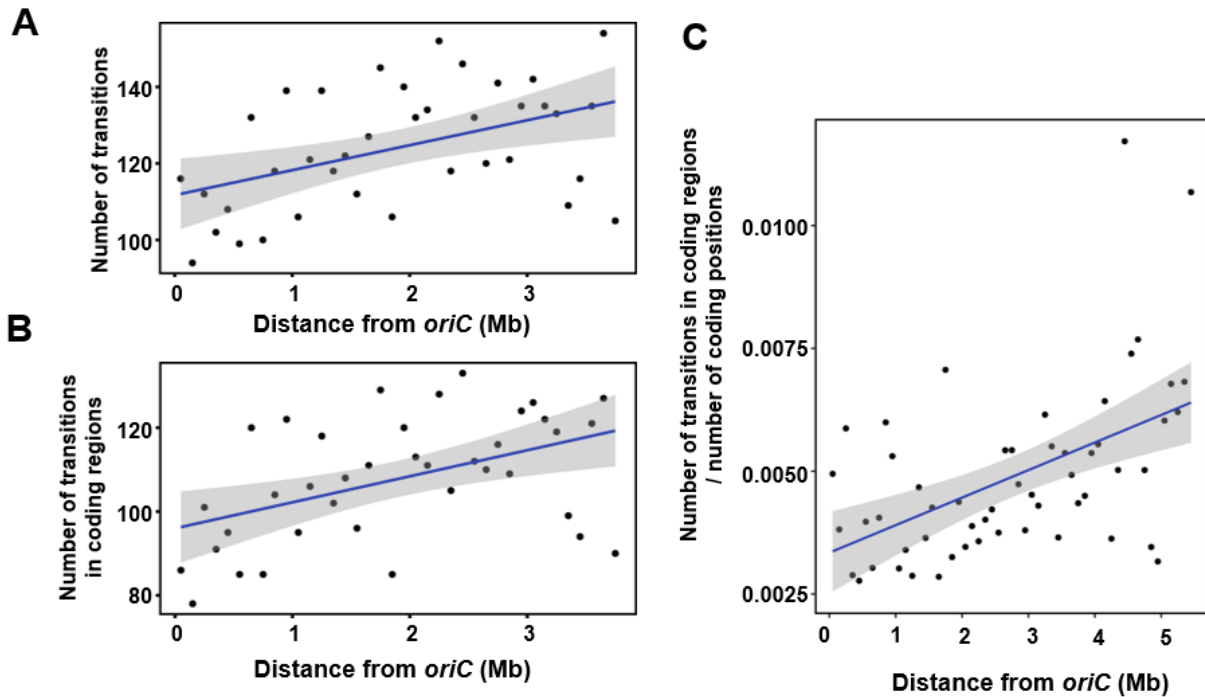 A
Number of transitions
140
120
100
0 1 2 3
Distance from oriC (Mb)
B
Number of transitions
in coding regions
120
100
80
0 1 2 3
Distance from oriC (Mb)
C
Number of transitions in coding regions
/ number of coding positions
0.0100
0.0075
0.0050
0.0025
0 1 2 3 4 5
Distance from oriC (Mb)